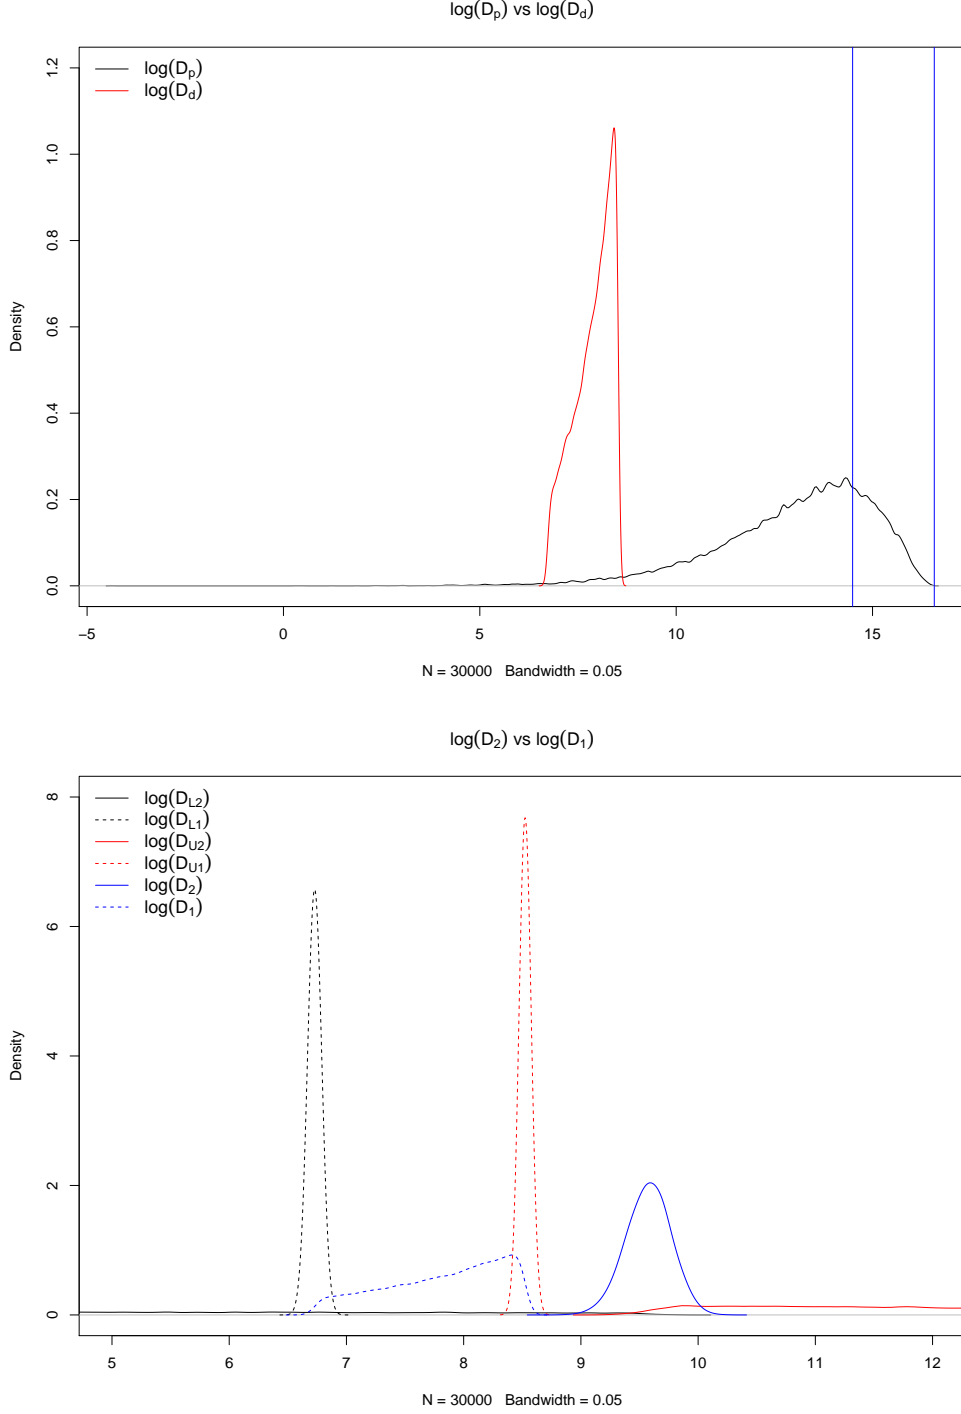 log(Dp) vs log(Dd)
log(Dp)
log(Dd)
Density
0.0 0.2 0.4 0.6 0.8 1.0 1.2
−5 0 5 10 15
N = 30000 Bandwidth = 0.05
log(D2) vs log(D1)
log(DL2)
log(DL1)
log(DU2)
log(DU1)
log(D2)
log(D1)
Density
0 2 4 6 8
5 6 7 8 9 10 11 12
N = 30000 Bandwidth = 0.05